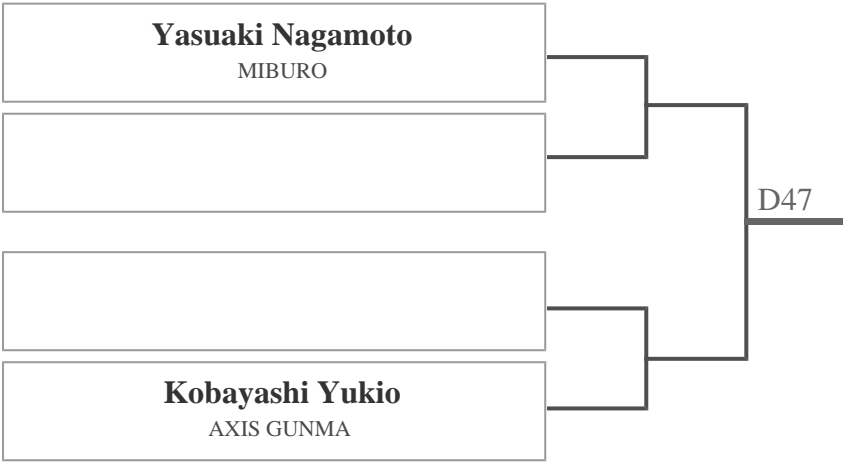 Yasuaki Nagamoto
MIBURO
D47
Kobayashi Yukio
AXIS GUNMA